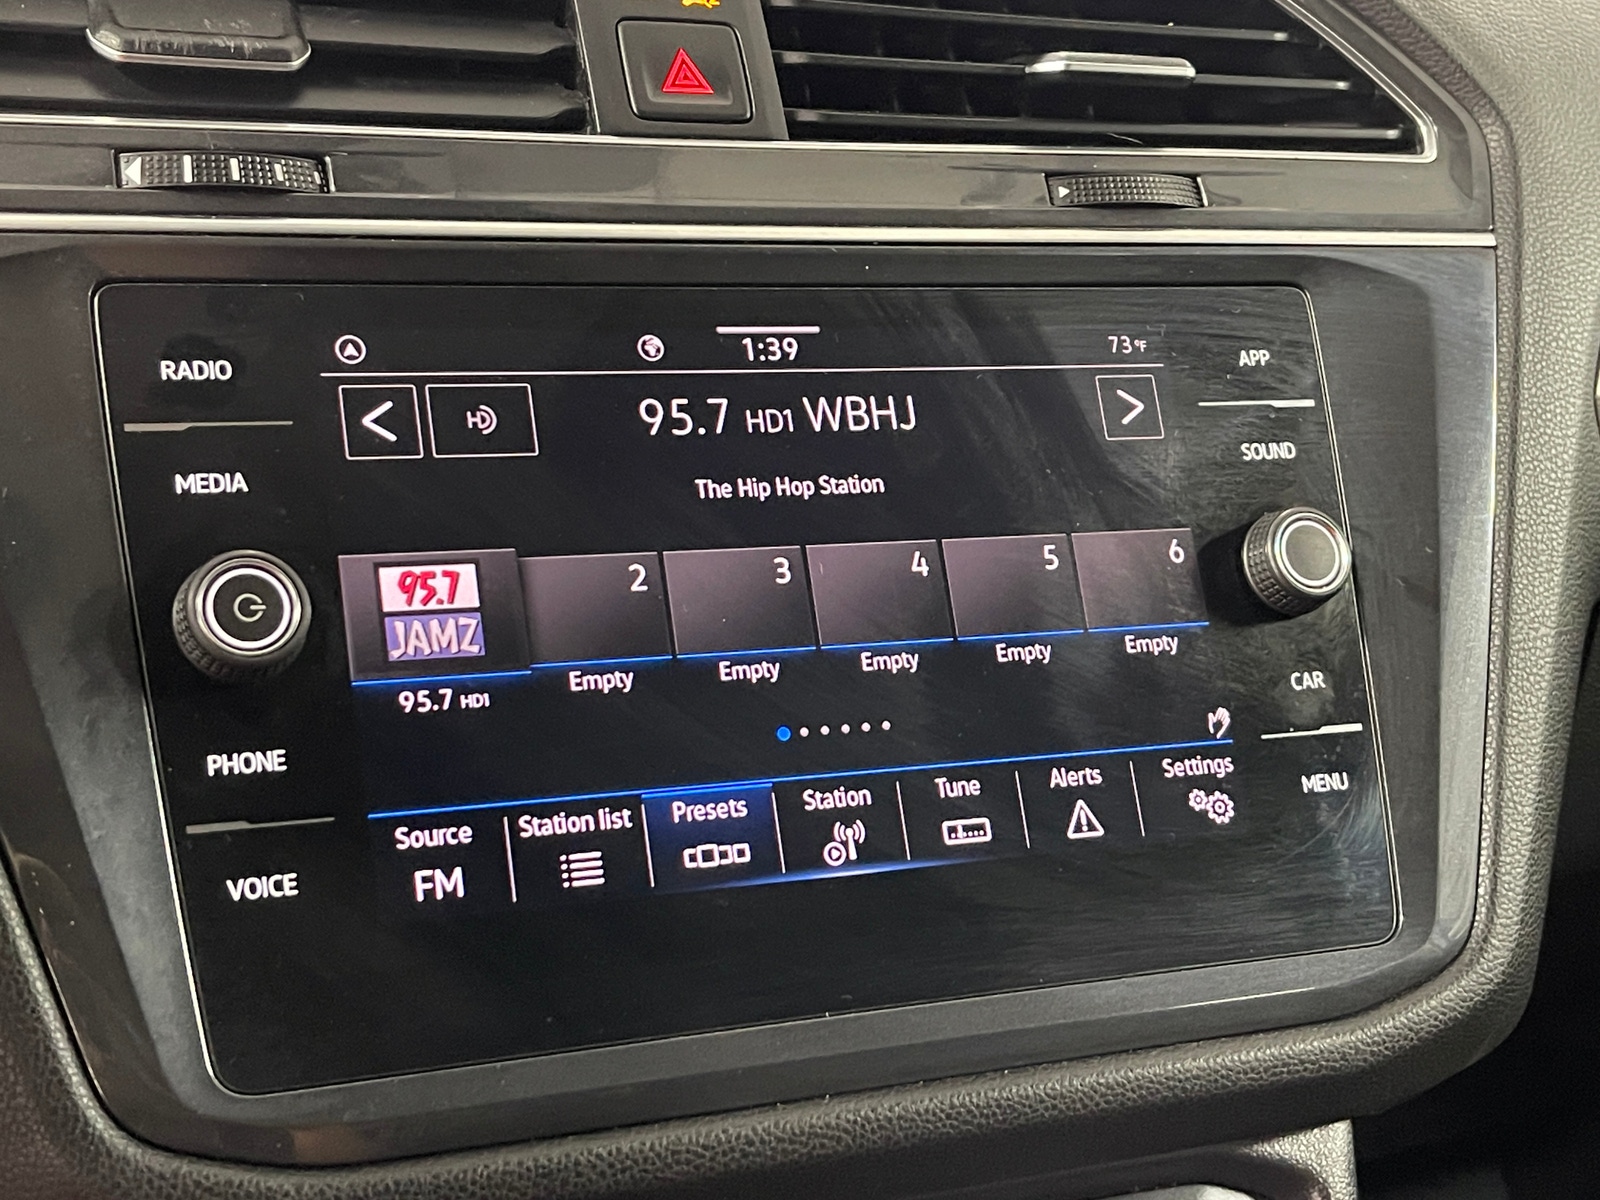 1:39
73°F
RADIO
APP
95.7 HD1 WBHJ
HD
MEDIA
SOUND
The Hip Hop Station
95.7
JAMZ
2
3
4
5
6
95.7 HD1
Empty
Empty
Empty
Empty
Empty
CAR
PHONE
MENU
Source
FM
Station list
Presets
Station
Tune
Alerts
Settings
VOICE